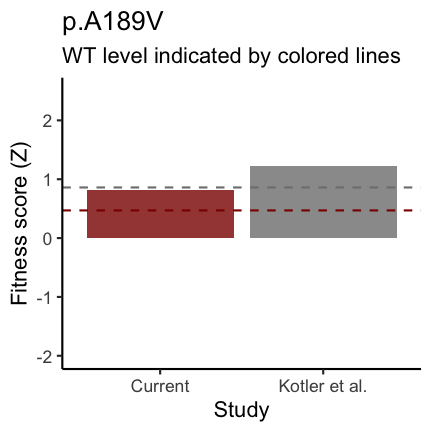 p.A189V
WT level indicated by colored lines
Fitness score (Z)
2
1
0
-1
-2
Current
Kotler et al.
Study